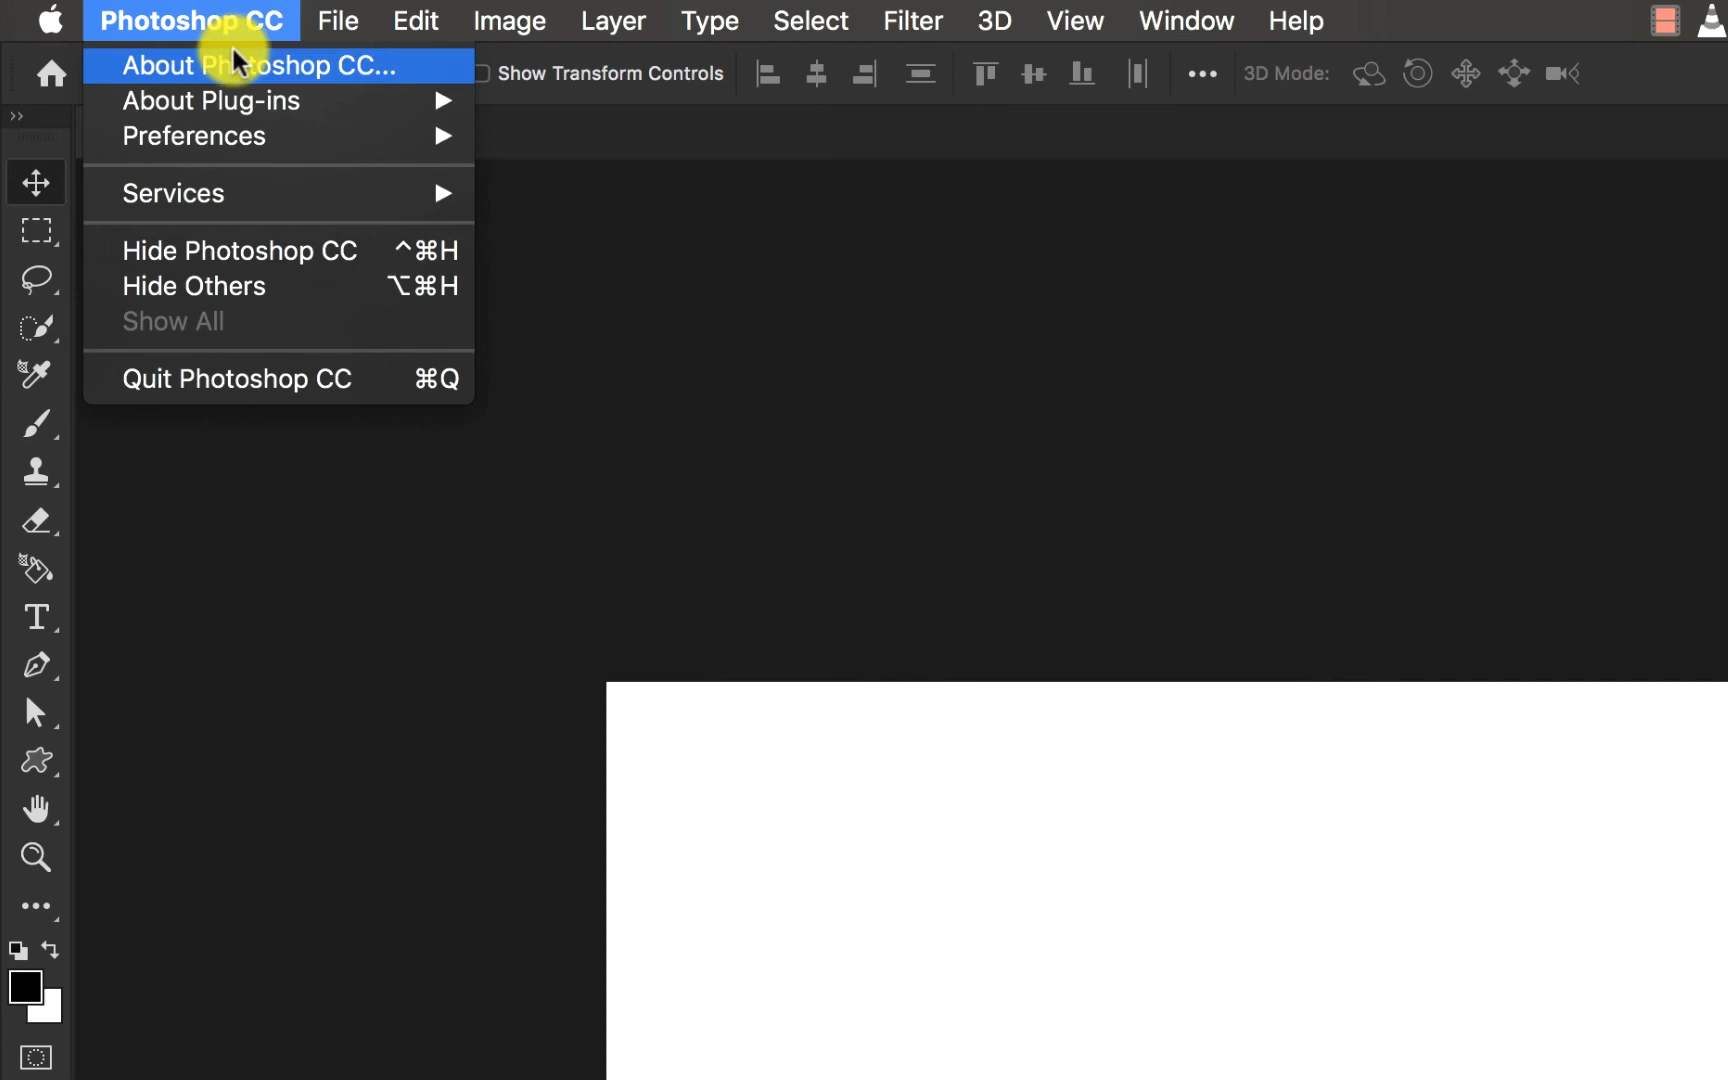 Photoshop CC File Edit Image Layer Type Select Filter 3D View Window Help
About Photoshop CC...
Show Transform Controls
3D Mode:
About Plug-ins
Preferences
Services
Hide Photoshop CC ^⌘H
Hide Others ⌥⌘H
Show All
Quit Photoshop CC ⌘Q